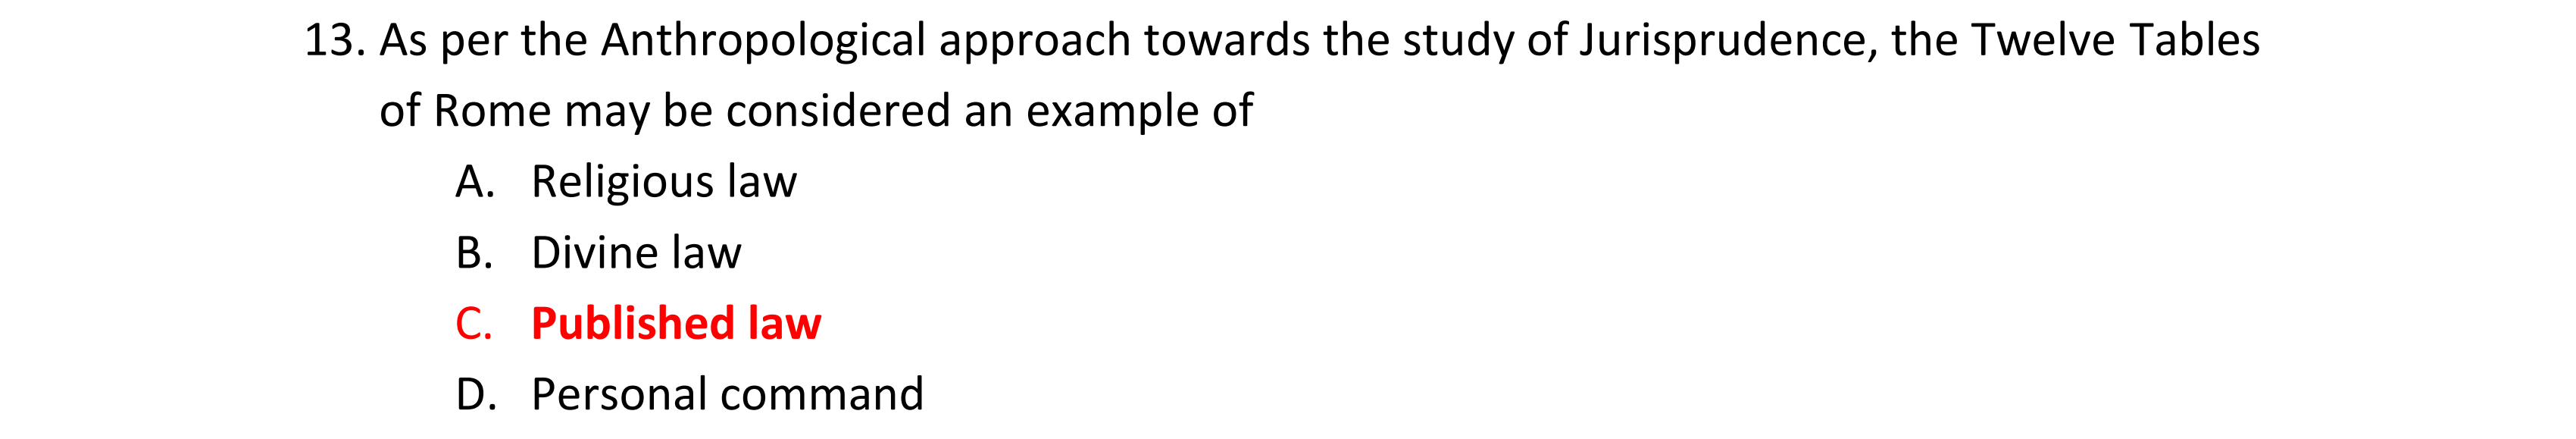 13. As per the Anthropological approach towards the study of Jurisprudence, the Twelve Tables
of Rome may be considered an example of
A. Religious law
B. Divine law
C. Published law
D. Personal command